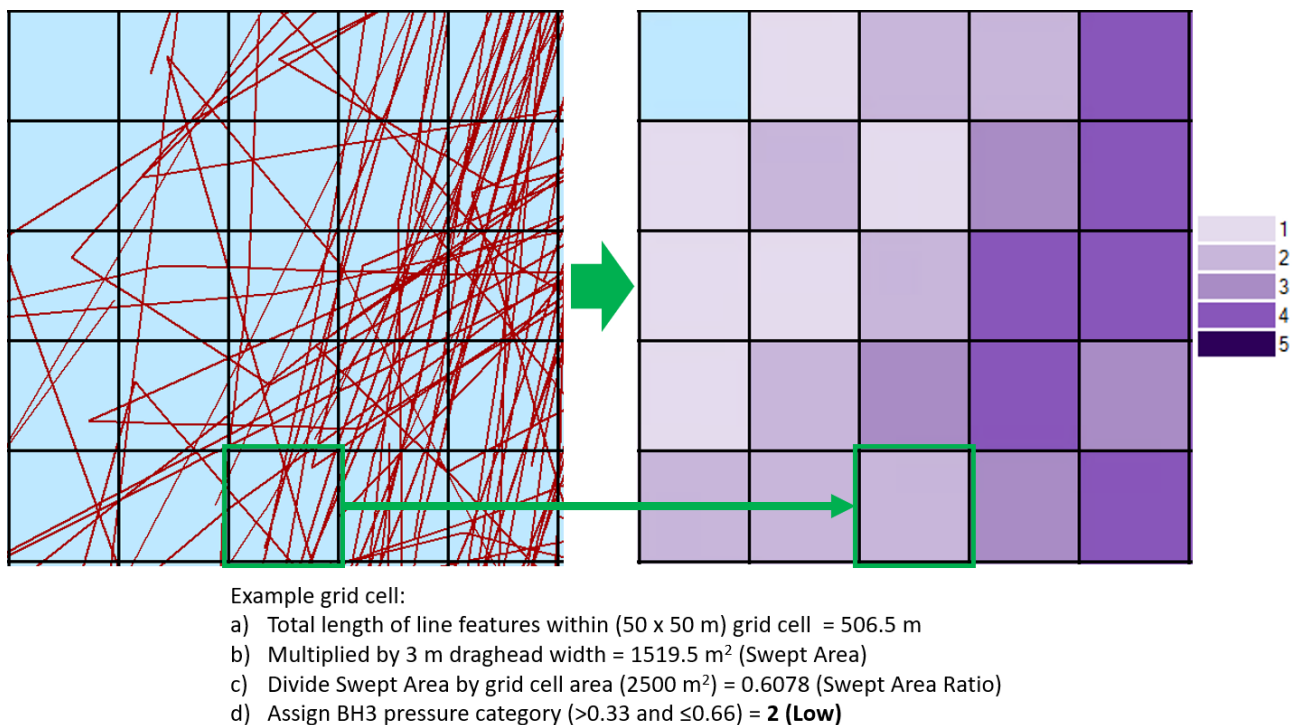 1
2
3
4
5
Example grid cell:
a) Total length of line features within (50 x 50 m) grid cell = 506.5 m
b) Multiplied by 3 m draghead width = 1519.5 m² (Swept Area)
c) Divide Swept Area by grid cell area (2500 m²) = 0.6078 (Swept Area Ratio)
d) Assign BH3 pressure category (>0.33 and ≤0.66) = 2 (Low)